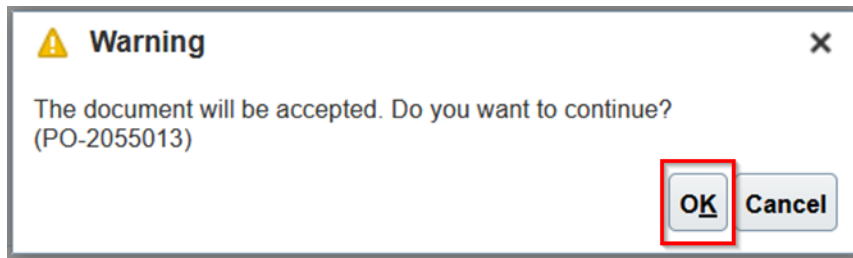 Warning
The document will be accepted. Do you want to continue?
(PO-2055013)
OK Cancel